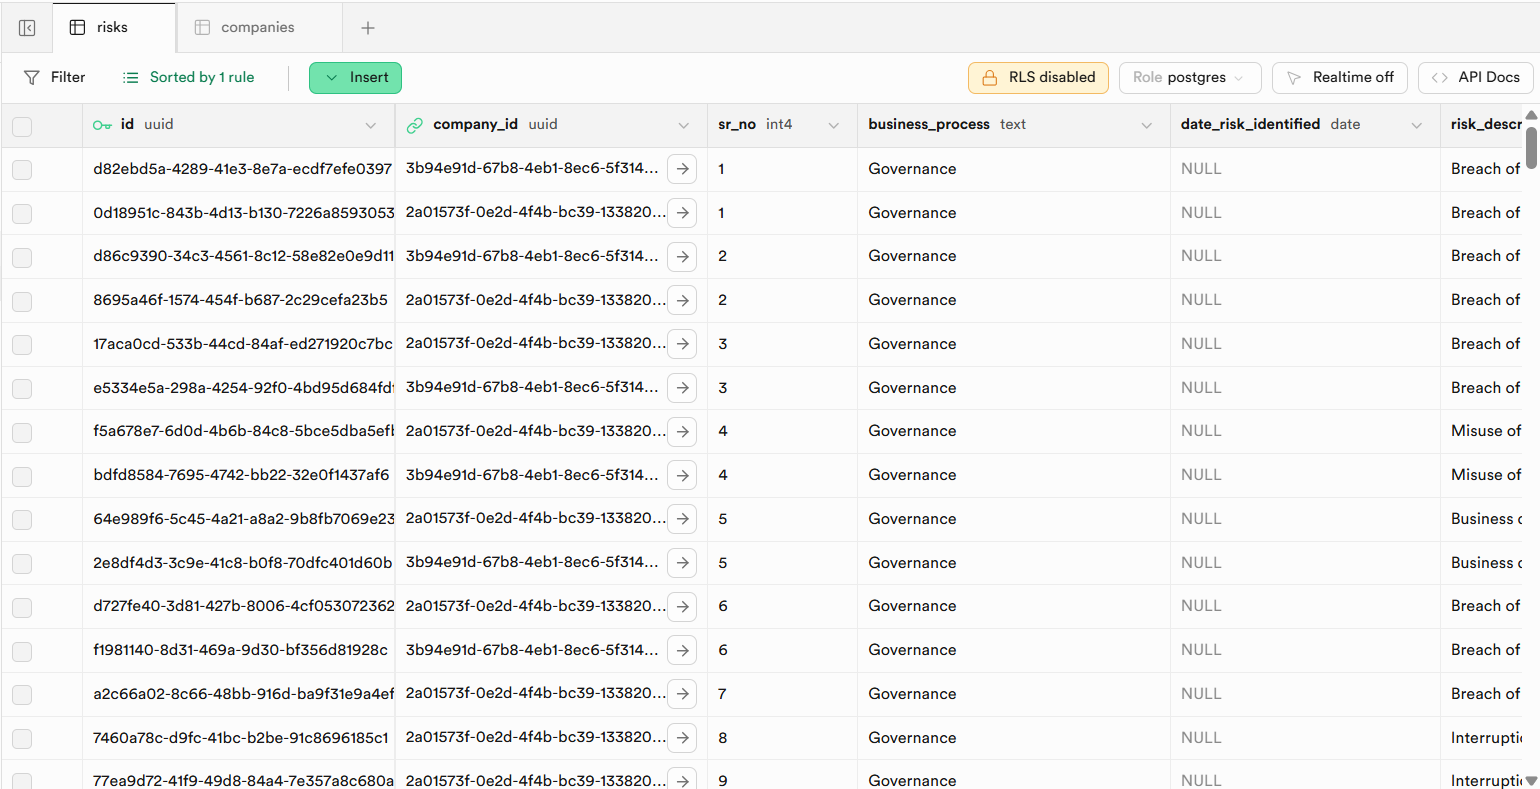 risks companies
Filter Sorted by 1 rule Insert RLS disabled Role postgres Realtime off API Docs
id uuid company_id uuid sr_no int4 business_process text date_risk_identified date risk_descr
d82ebd5a-4289-41e3-8e7a-ecdf7efe0397 3b94e91d-67b8-4eb1-8ec6-5f314... 1 Governance NULL Breach of
0d18951c-843b-4d13-b130-7226a8593053 2a01573f-0e2d-4f4b-bc39-133820... 1 Governance NULL Breach of
d86c9390-34c3-4561-8c12-58e82e0e9d11 3b94e91d-67b8-4eb1-8ec6-5f314... 2 Governance NULL Breach of
8695a46f-1574-454f-b687-2c29cefa23b5 2a01573f-0e2d-4f4b-bc39-133820... 2 Governance NULL Breach of
17aca0cd-533b-44cd-84af-ed271920c7bc 2a01573f-0e2d-4f4b-bc39-133820... 3 Governance NULL Breach of
e5334e5a-298a-4254-92f0-4bd95d684fd 3b94e91d-67b8-4eb1-8ec6-5f314... 3 Governance NULL Breach of
f5a678e7-6d0d-4b6b-84c8-5bce5dba5ef 2a01573f-0e2d-4f4b-bc39-133820... 4 Governance NULL Misuse of
bdfd8584-7695-4742-bb22-32e0f1437af6 3b94e91d-67b8-4eb1-8ec6-5f314... 4 Governance NULL Misuse of
64e989f6-5c45-4a21-a8a2-9b8fb7069e23 2a01573f-0e2d-4f4b-bc39-133820... 5 Governance NULL Business
2e8df4d3-3c9e-41c8-b0f8-70dfc401d60b 3b94e91d-67b8-4eb1-8ec6-5f314... 5 Governance NULL Business
d727fe40-3d81-427b-8006-4cf053072362 2a01573f-0e2d-4f4b-bc39-133820... 6 Governance NULL Breach of
f1981140-8d31-469a-9d30-bf356d81928c 3b94e91d-67b8-4eb1-8ec6-5f314... 6 Governance NULL Breach of
a2c66a02-8c66-48bb-916d-ba9f31e9a4ef 2a01573f-0e2d-4f4b-bc39-133820... 7 Governance NULL Breach of
7460a78c-d9fc-41bc-b2be-91c8696185c1 2a01573f-0e2d-4f4b-bc39-133820... 8 Governance NULL Interrupti
77ea9d72-41f9-49d8-84a4-7e357a8c680a 2a01573f-0e2d-4f4b-bc39-133820... 9 Governance NULL Interrupti